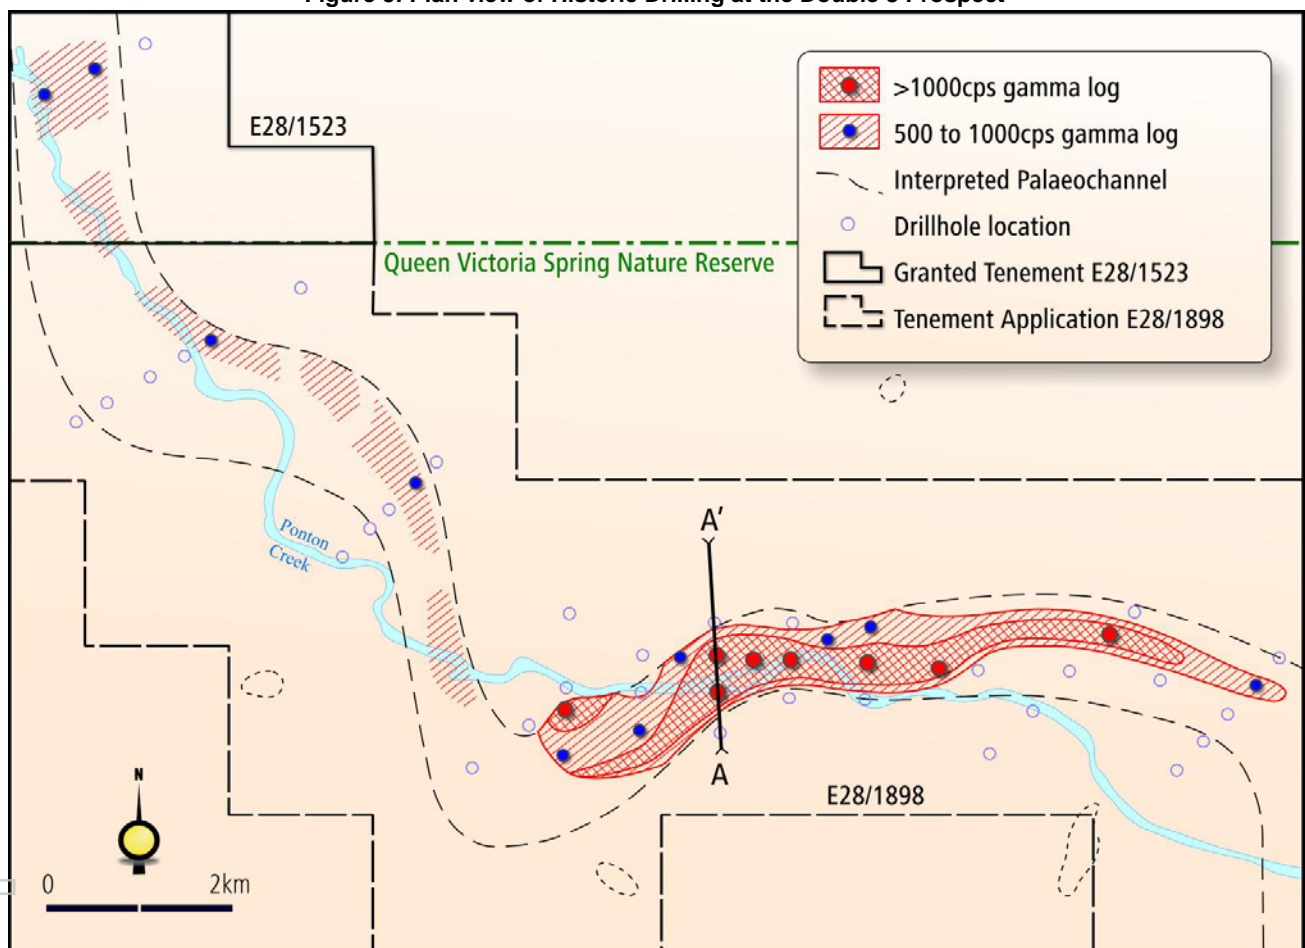 E28/1523
>1000cps gamma log
500 to 1000cps gamma log
Interpreted Palaeochannel
Drillhole location
Granted Tenement E28/1523
Tenement Application E28/1898
Queen Victoria Spring Nature Reserve
Ponton
Creek
A'
A
E28/1898
N
0 2km